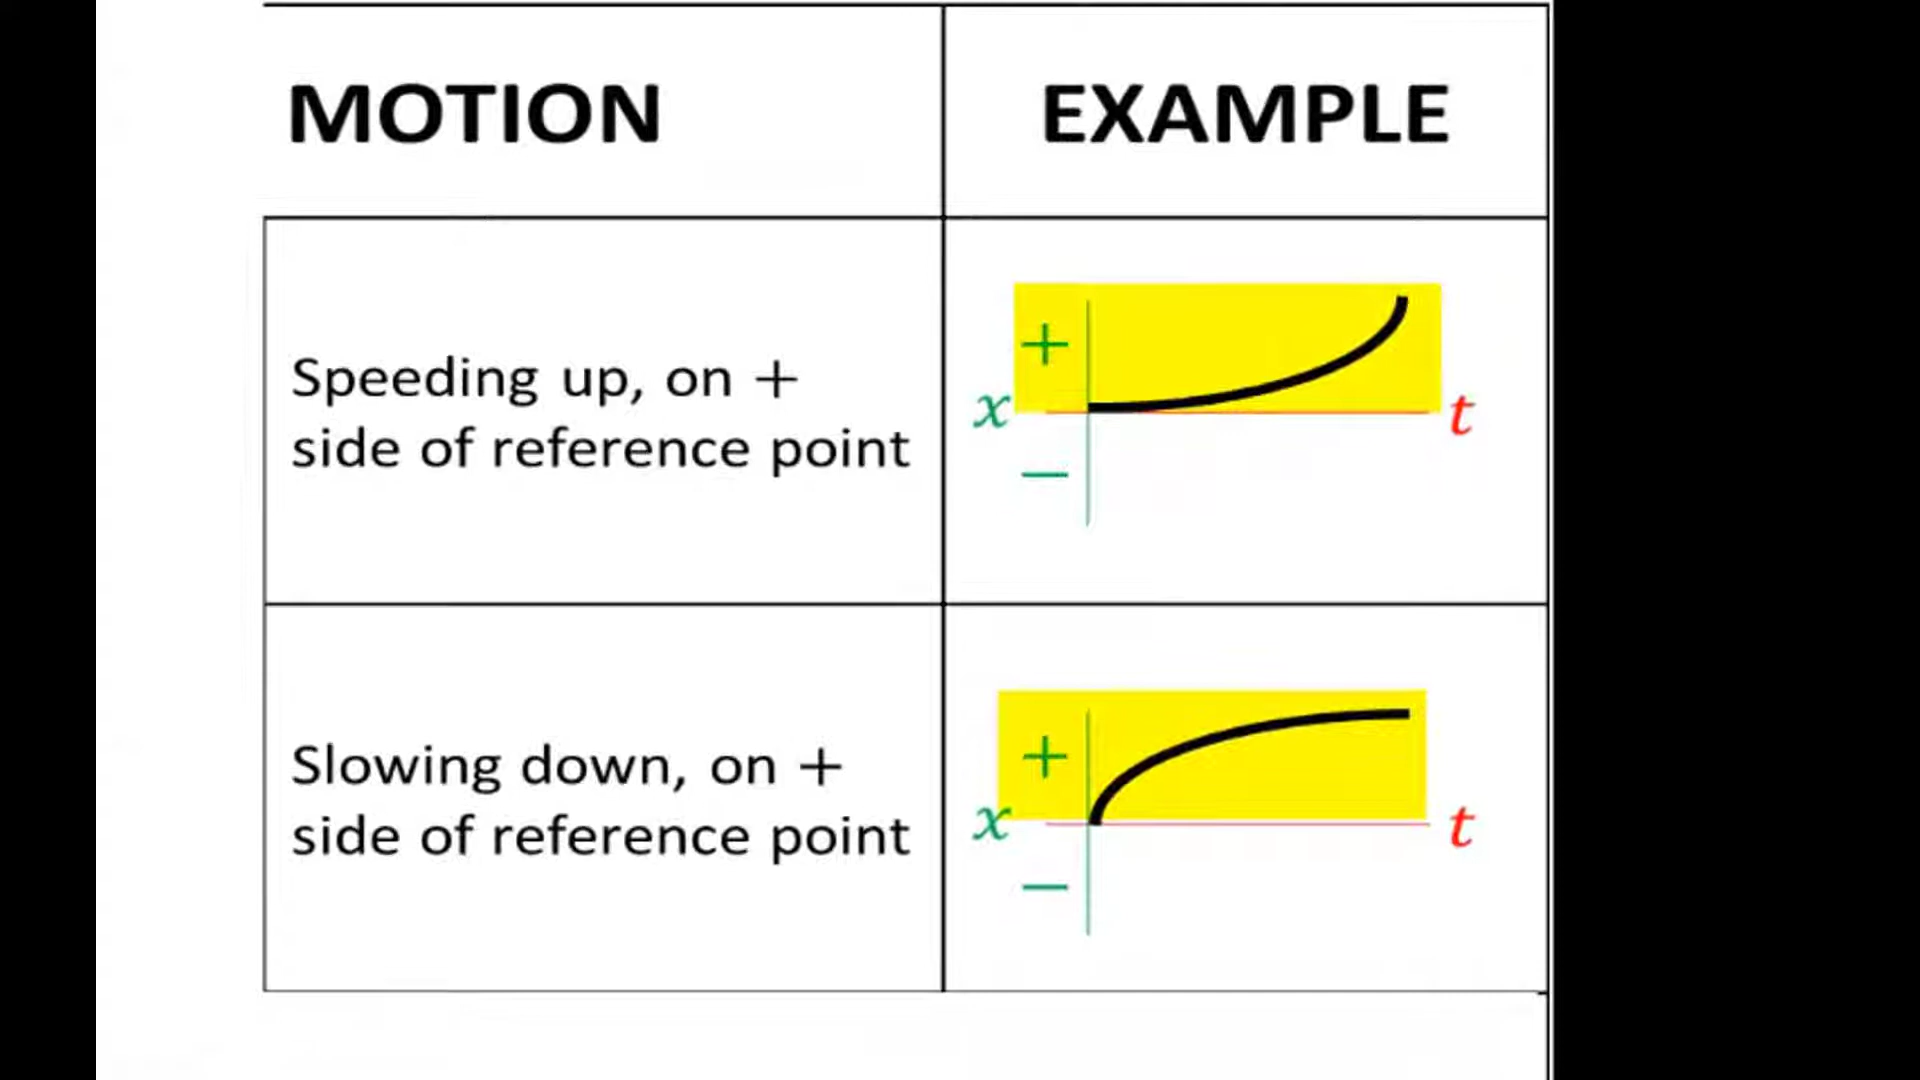 MOTION
EXAMPLE
Speeding up, on +
side of reference point
+
x
t
−
Slowing down, on +
side of reference point
+
x
t
−